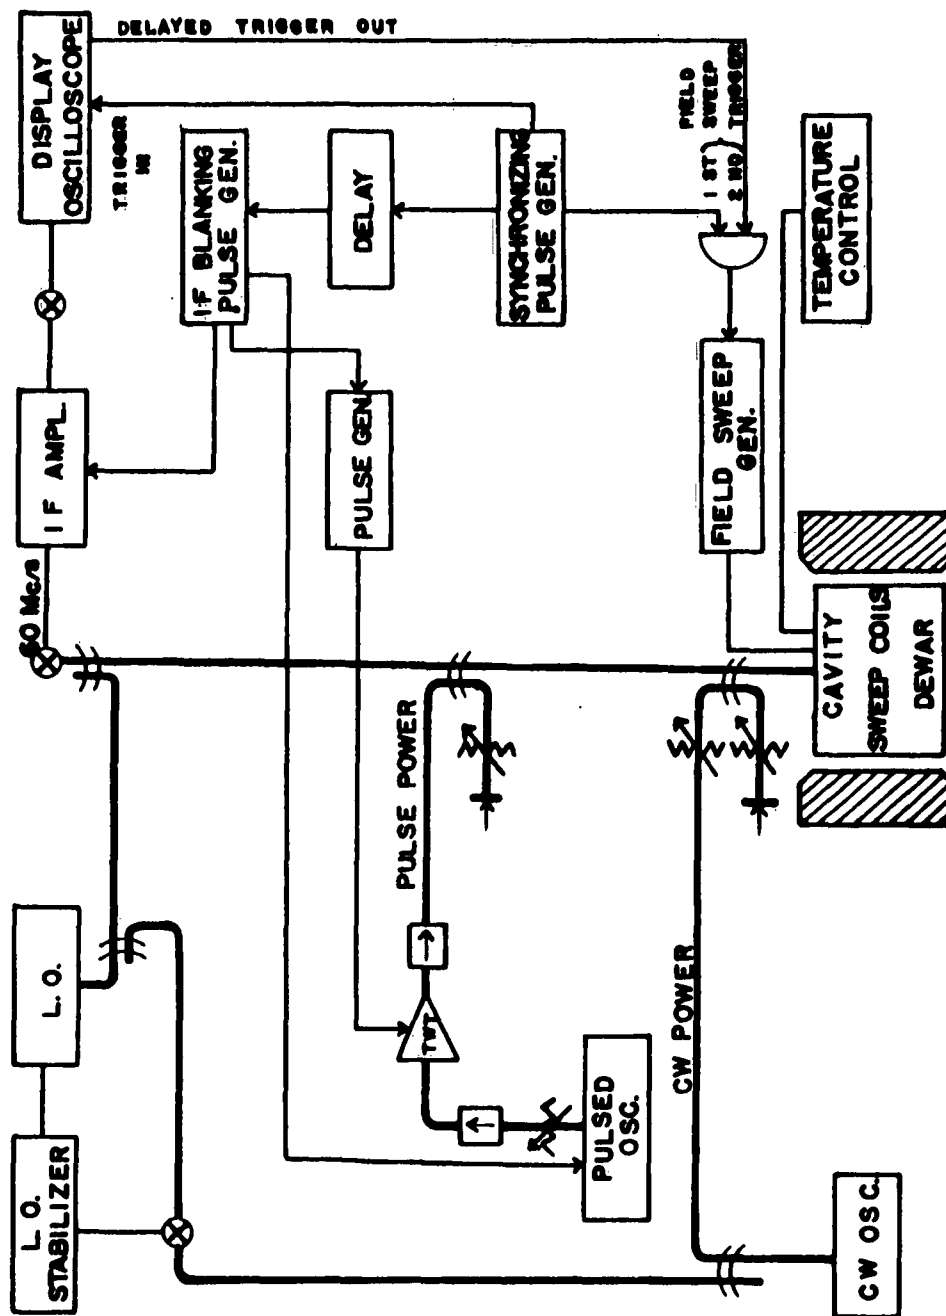 L.O.
STABILIZER
L.O.
60 Mc/s
IF AMPL.
DISPLAY
OSCILLOSCOPE
TRIGGER
IN
DELAYED TRIGGER OUT
IF BLANKING
PULSE GEN.
DELAY
SYNCHRONIZING
PULSE GEN.
PULSE GEN.
1 ST
2 ND
FIELD
SWEEP
TRIGGER
FIELD SWEEP
GEN.
TEMPERATURE
CONTROL
TWT
PULSE POWER
PULSED
OSC.
CW POWER
CW OSC.
CAVITY
SWEEP COILS
DEWAR